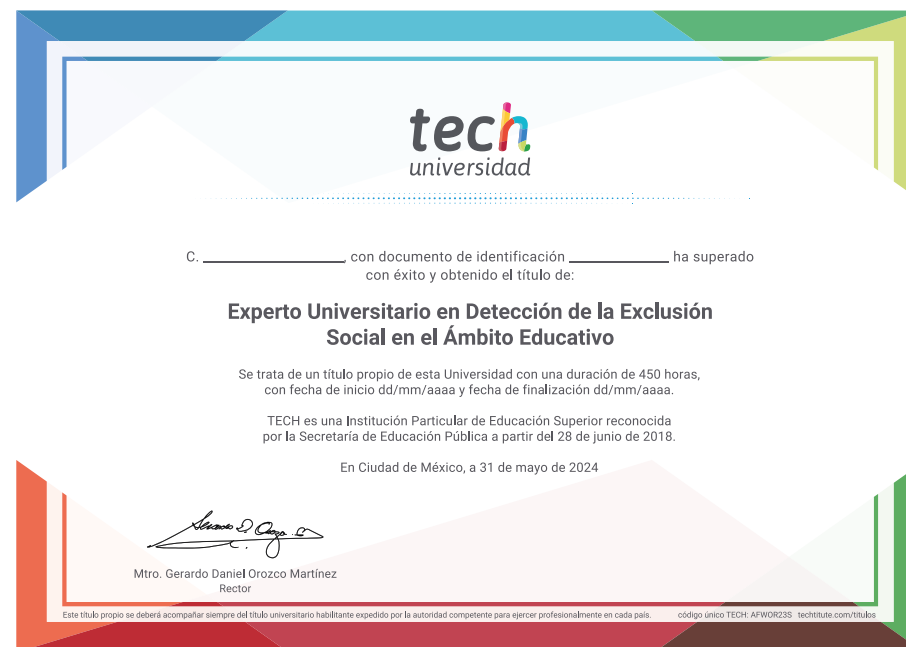 tech
universidad
C. ____________, con documento de identificación ____________ ha superado
con éxito y obtenido el título de:
Experto Universitario en Detección de la Exclusión
Social en el Ámbito Educativo
Se trata de un título propio de esta Universidad con una duración de 450 horas,
con fecha de inicio dd/mm/aaaa y fecha de finalización dd/mm/aaaa.
TECH es una Institución Particular de Educación Superior reconocida
por la Secretaría de Educación Pública a partir del 28 de junio de 2018.
En Ciudad de México, a 31 de mayo de 2024
Mtro. Gerardo Daniel Orozco Martínez
Rector
Este título propio se deberá acompañar siempre del título universitario habilitante expedido por la autoridad competente para ejercer profesionalmente en cada país. código único TECH: AFWOR23S techtitute.com/titulos